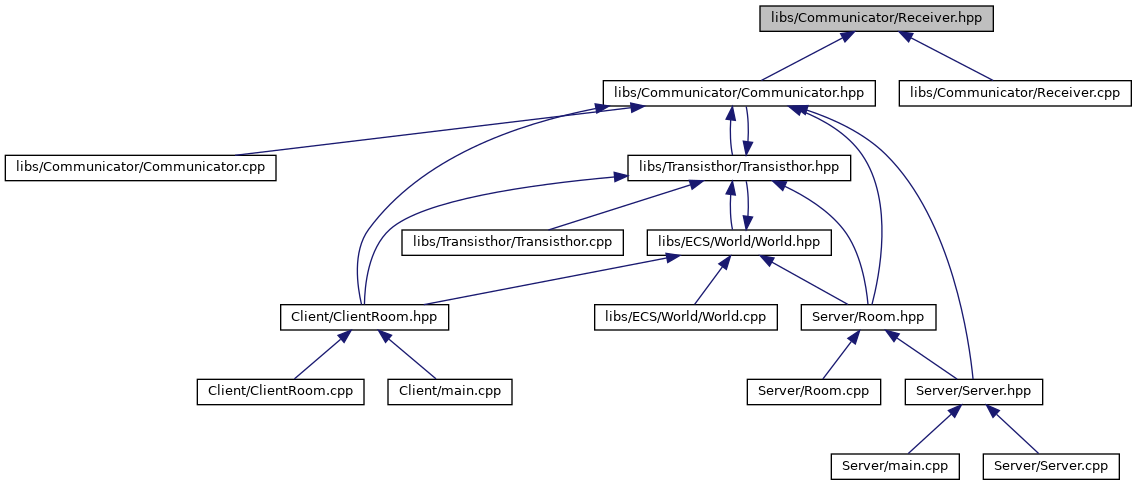 libs/Communicator/Receiver.hpp
libs/Communicator/Communicator.hpp
libs/Communicator/Receiver.cpp
libs/Communicator/Communicator.cpp
libs/Transisthor/Transisthor.hpp
libs/Transisthor/Transisthor.cpp
libs/ECS/World/World.hpp
Client/ClientRoom.hpp
libs/ECS/World/World.cpp
Server/Room.hpp
Client/ClientRoom.cpp
Client/main.cpp
Server/Room.cpp
Server/Server.hpp
Server/main.cpp
Server/Server.cpp